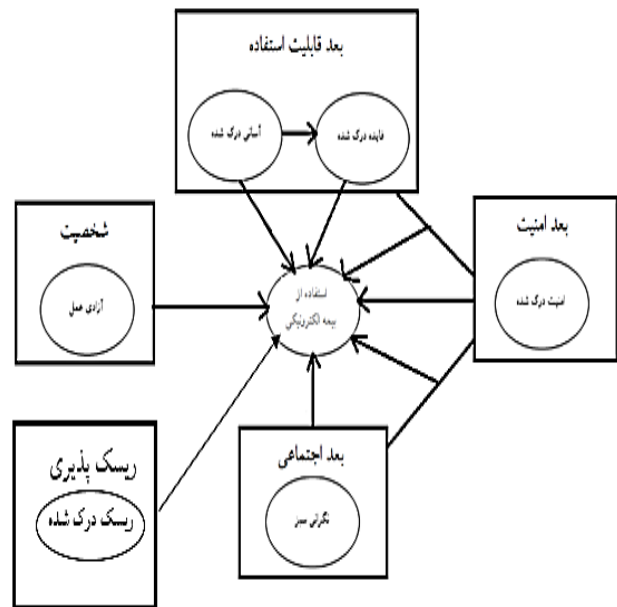 بعد قابلیت استفاده
آسانی درک شده
فایده درک شده
شخصیت
آزادی عمل
بعد امنیت
امنیت درک شده
استفاده از
بیمه الکترونیکی
ریسک پذیری
ریسک درک شده
بعد اجتماعی
نگرانی سبز